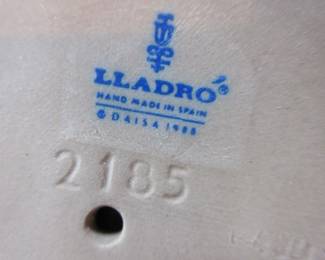 LLADRÓ®
HAND MADE IN SPAIN
© DAISA 1988
2185